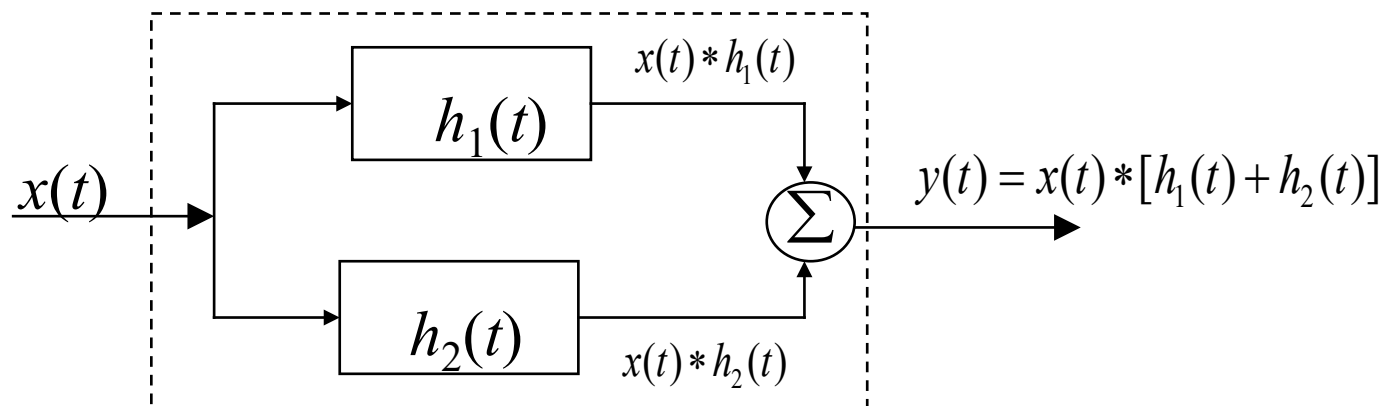 x(t)*h₁(t)
h₁(t)
x(t)
Σ
y(t) = x(t)*[h₁(t)+h₂(t)]
h₂(t)
x(t)*h₂(t)